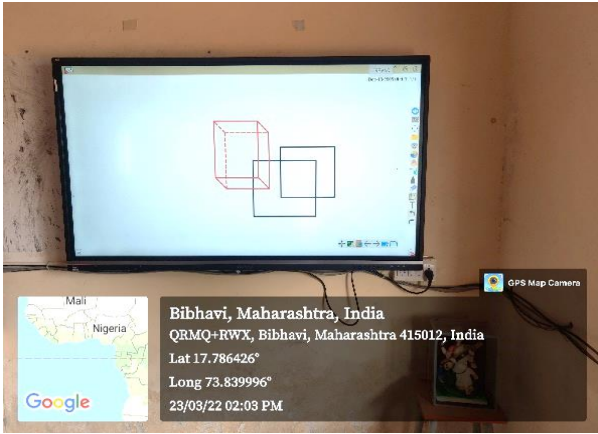 GPS Map Camera
Mali
Nigeria
Google
Bibhavi, Maharashtra, India
QRMQ+RWX, Bibhavi, Maharashtra 415012, India
Lat 17.786426°
Long 73.839996°
23/03/22 02:03 PM